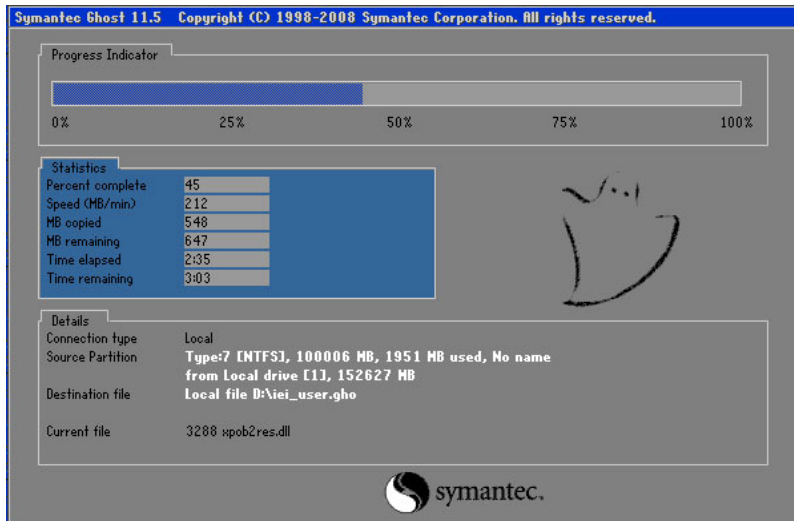 Symantec Ghost 11.5 Copyright (C) 1998-2008 Symantec Corporation. All rights reserved.
Progress Indicator
0% 25% 50% 75% 100%
Statistics
Percent complete 45
Speed (MB/min) 212
MB copied 548
MB remaining 647
Time elapsed 2:35
Time remaining 3:03
Details
Connection type Local
Source Partition Type:7 [NTFS], 100006 MB, 1951 MB used, No name
from Local drive [1], 152627 MB
Destination file Local file D:\iei_user.gho
Current file 3288 xpob2res.dll
symantec.